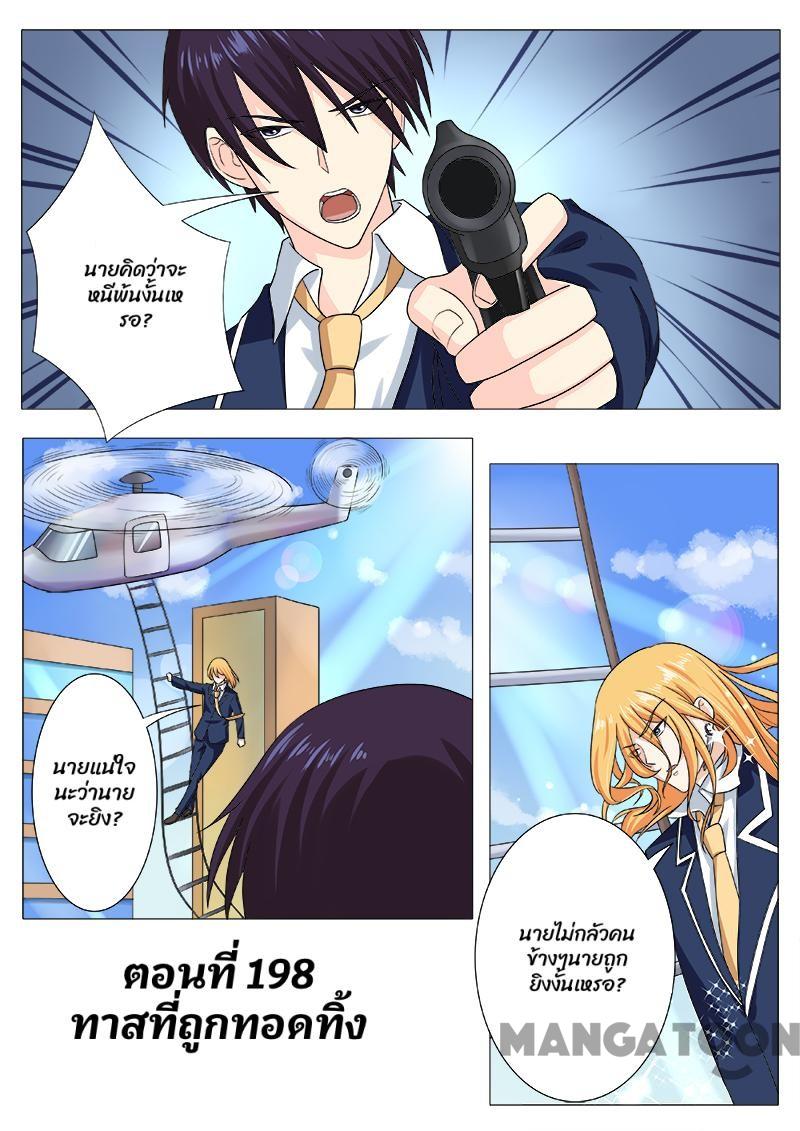 นายคิดว่าจะ
หนีพ้นงั้นเห
รอ?
นายแน่ใจ
นะว่านาย
จะยิง?
นายไม่กลัวคน
ข้างๆนายถูก
ยิงงั้นเหรอ?
ตอนที่ 198
ทาสที่ถูกทอดทิ้ง
MANGATOON